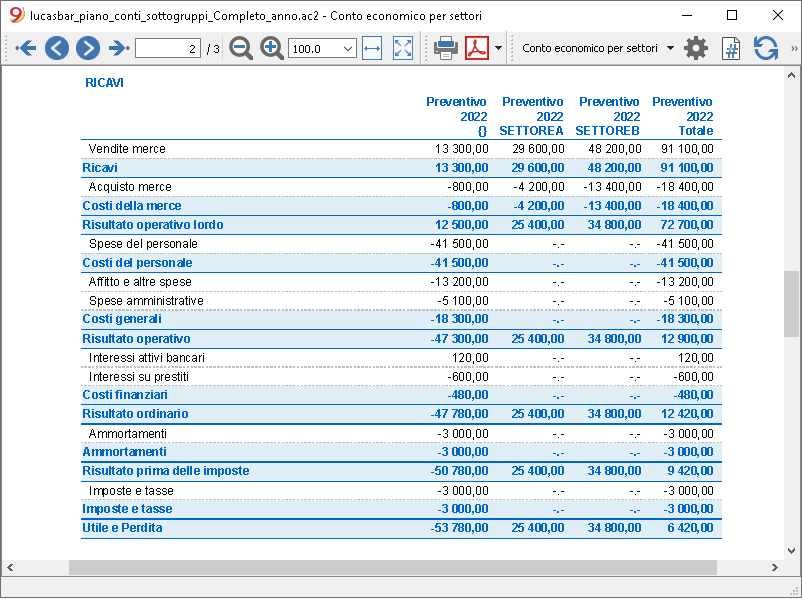 lucasbar_piano_conti_sottogruppi_Completo_anno.ac2 - Conto economico per settori
2 / 3 100.0 Conto economico per settori »
RICAVI
Preventivo Preventivo Preventivo Preventivo
2022 2022 2022 2022
{} SETTOREA SETTOREB Totale
Vendite merce 13 300,00 29 600,00 48 200,00 91 100,00
Ricavi 13 300,00 29 600,00 48 200,00 91 100,00
Acquisto merce -800,00 -4 200,00 -13 400,00 -18 400,00
Costi della merce -800,00 -4 200,00 -13 400,00 -18 400,00
Risultato operativo lordo 12 500,00 25 400,00 34 800,00 72 700,00
Spese del personale -41 500,00 -.- -.- -41 500,00
Costi del personale -41 500,00 -.- -.- -41 500,00
Affitto e altre spese -13 200,00 -.- -.- -13 200,00
Spese amministrative -5 100,00 -.- -.- -5 100,00
Costi generali -18 300,00 -.- -.- -18 300,00
Risultato operativo -47 300,00 25 400,00 34 800,00 12 900,00
Interessi attivi bancari 120,00 -.- -.- 120,00
Interessi su prestiti -600,00 -.- -.- -600,00
Costi finanziari -480,00 -.- -.- -480,00
Risultato ordinario -47 780,00 25 400,00 34 800,00 12 420,00
Ammortamenti -3 000,00 -.- -.- -3 000,00
Ammortamenti -3 000,00 -.- -.- -3 000,00
Risultato prima delle imposte -50 780,00 25 400,00 34 800,00 9 420,00
Imposte e tasse -3 000,00 -.- -.- -3 000,00
Imposte e tasse -3 000,00 -.- -.- -3 000,00
Utile e Perdita -53 780,00 25 400,00 34 800,00 6 420,00